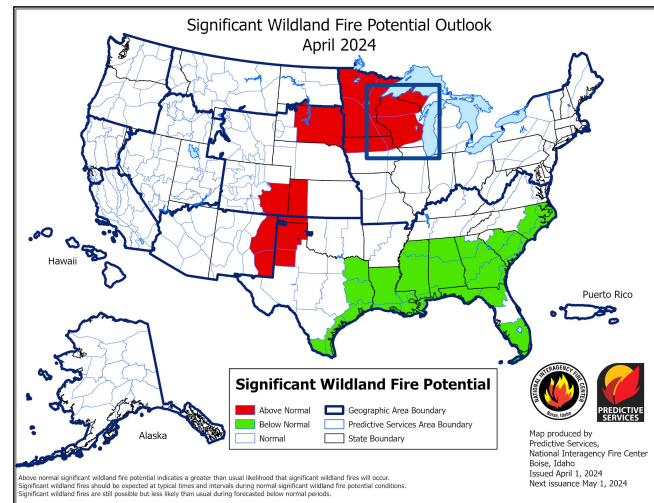 Significant Wildland Fire Potential Outlook
April 2024
Hawaii
Puerto Rico
Alaska
Significant Wildland Fire Potential
Above Normal
Below Normal
Normal
Geographic Area Boundary
Predictive Services Area Boundary
State Boundary
NATIONAL INTERAGENCY FIRE CENTER
Boise, Idaho
PREDICTIVE
SERVICES
Map produced by
Predictive Services,
National Interagency Fire Center
Boise, Idaho
Issued April 1, 2024
Next issuance May 1, 2024
Above normal significant wildland fire potential indicates a greater than usual likelihood that significant wildland fires will occur.
Significant wildland fires should be expected at typical times and intervals during normal significant wildland fire potential conditions.
Significant wildland fires are still possible but less likely than usual during forecasted below normal periods.